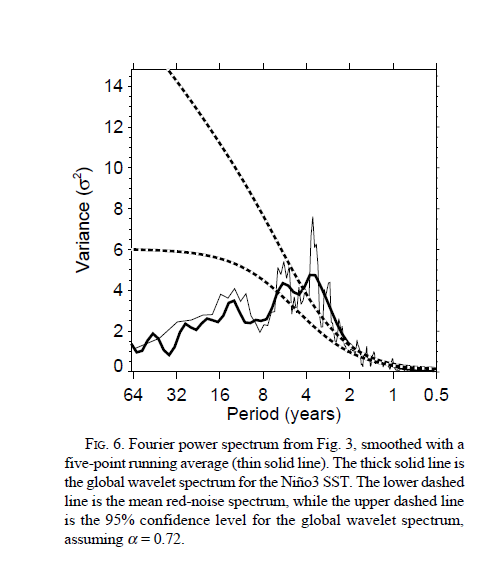 14
12
10
8
6
4
2
0
Variance (σ²)
64 32 16 8 4 2 1 0.5
Period (years)
FIG. 6. Fourier power spectrum from Fig. 3, smoothed with a
five-point running average (thin solid line). The thick solid line is
the global wavelet spectrum for the Niño3 SST. The lower dashed
line is the mean red-noise spectrum, while the upper dashed line
is the 95% confidence level for the global wavelet spectrum,
assuming α = 0.72.